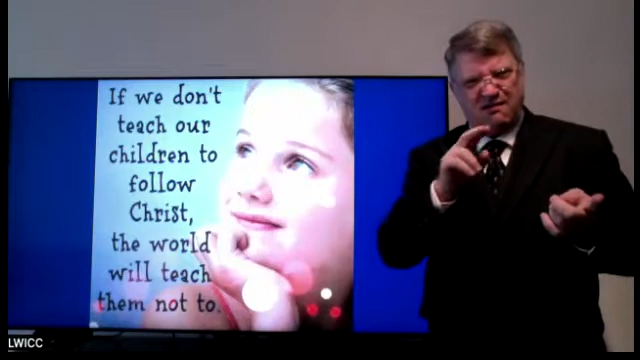 If we don't
teach our
children to
follow
Christ,
the world
will teach
them not to.
LWICC